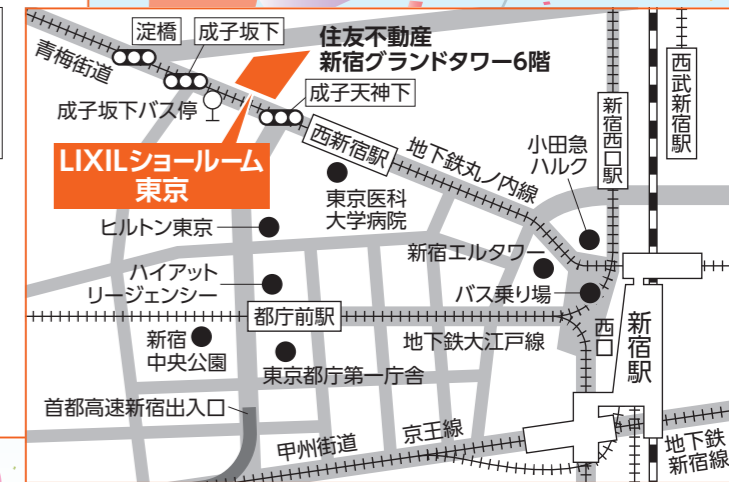 淀橋
成子坂下
青梅街道
住友不動産
新宿グランドタワー6階
成子坂下バス停
成子天神下
LIXILショールーム
東京
西新宿駅
地下鉄丸ノ内線
小田急
ハルク
新宿西口駅
西武新宿駅
東京医科
大学病院
ヒルトン東京
新宿エルタワー
ハイアット
リージェンシー
バス乗り場
都庁前駅
新宿
中央公園
地下鉄大江戸線
西口
新宿駅
東京都庁第一庁舎
首都高速新宿出入口
甲州街道
京王線
地下鉄
新宿線